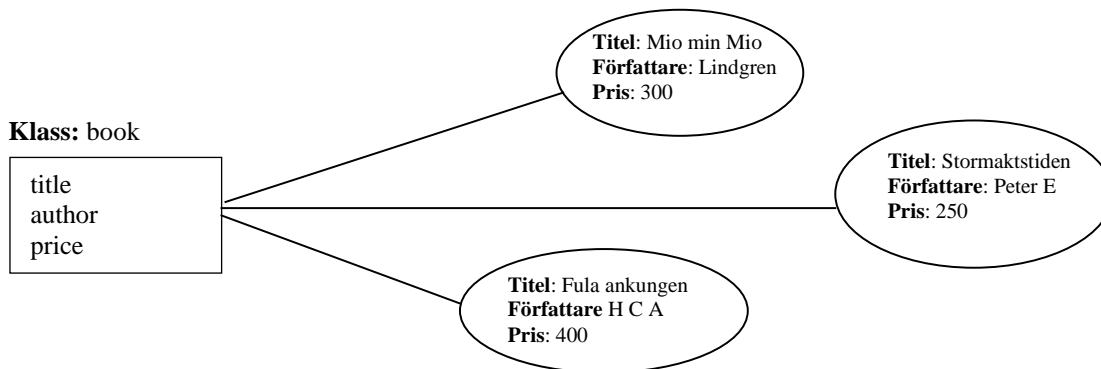 Titel: Mio min Mio
Författare: Lindgren
Pris: 300
Klass: book
title
author
price
Titel: Stormaktstiden
Författare: Peter E
Pris: 250
Titel: Fula ankungen
Författare H C A
Pris: 400